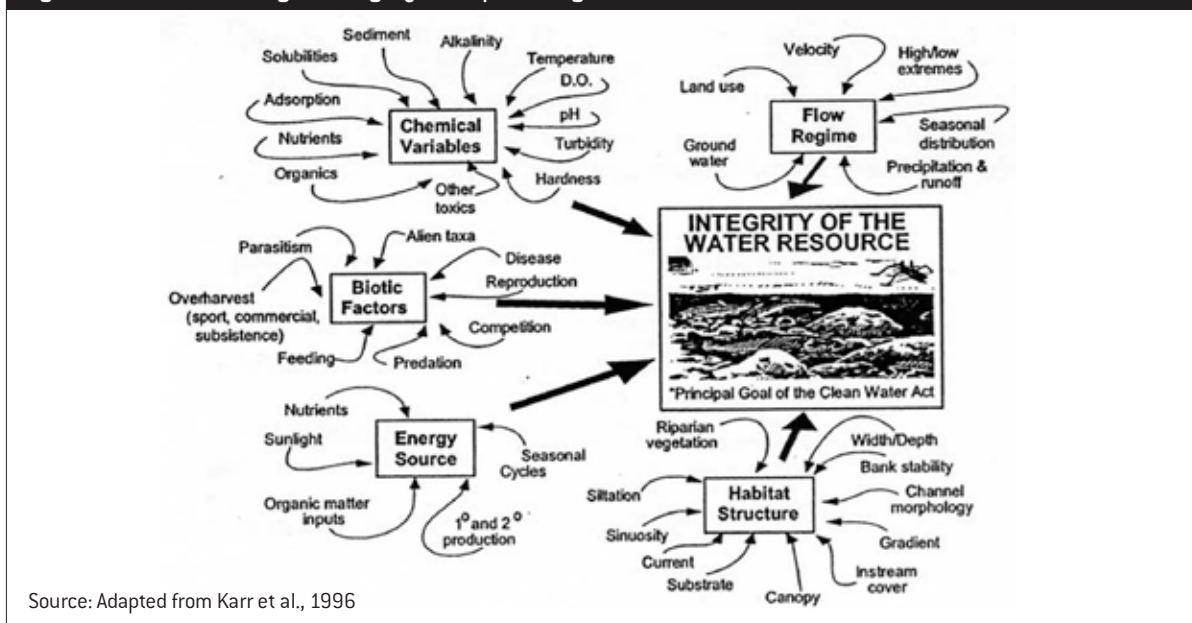 Sediment
Alkalinity
Solubilities
Temperature
D.O.
Adsorption
pH
Nutrients
Turbidity
Organics
Hardness
Other
toxics
Chemical
Variables
Velocity
High/low
extremes
Land use
Flow
Regime
Seasonal
distribution
Ground
water
Precipitation &
runoff
INTEGRITY OF THE
WATER RESOURCE
*Principal Goal of the Clean Water Act
Parasitism
Alien taxa
Disease
Reproduction
Biotic
Factors
Overharvest
(sport, commercial,
subsistence)
Competition
Feeding
Predation
Nutrients
Sunlight
Energy
Source
Seasonal
Cycles
Organic matter
inputs
1° and 2°
production
Riparian
vegetation
Width/Depth
Bank stability
Siltation
Habitat
Structure
Channel
morphology
Sinuosity
Gradient
Current
Substrate
Canopy
Instream
cover
Source: Adapted from Karr et al., 1996